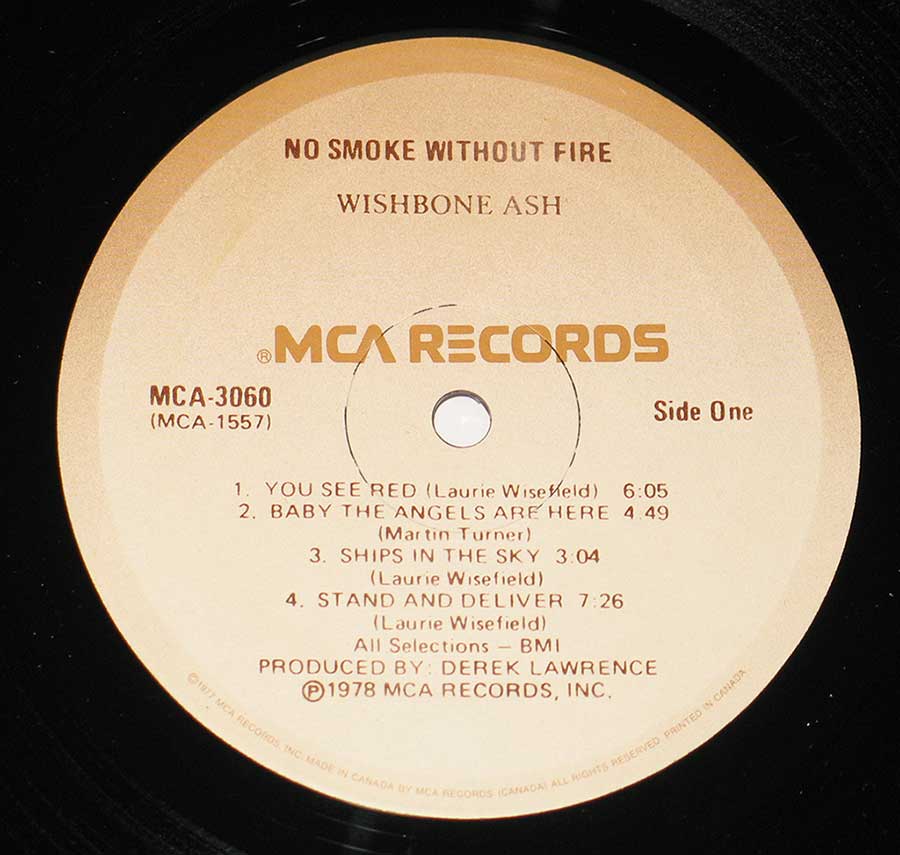 NO SMOKE WITHOUT FIRE
WISHBONE ASH
®MCA RECORDS
MCA-3060
(MCA-1557)
Side One
1. YOU SEE RED (Laurie Wisefield) 6:05
2. BABY THE ANGELS ARE HERE 4.49
(Martin Turner)
3. SHIPS IN THE SKY 3:04
(Laurie Wisefield)
4. STAND AND DELIVER 7:26
(Laurie Wisefield)
All Selections – BMI
PRODUCED BY: DEREK LAWRENCE
℗1978 MCA RECORDS, INC.
©1977 MCA RECORDS, INC. MADE IN CANADA BY MCA RECORDS (CANADA) ALL RIGHTS RESERVED. PRINTED IN CANADA